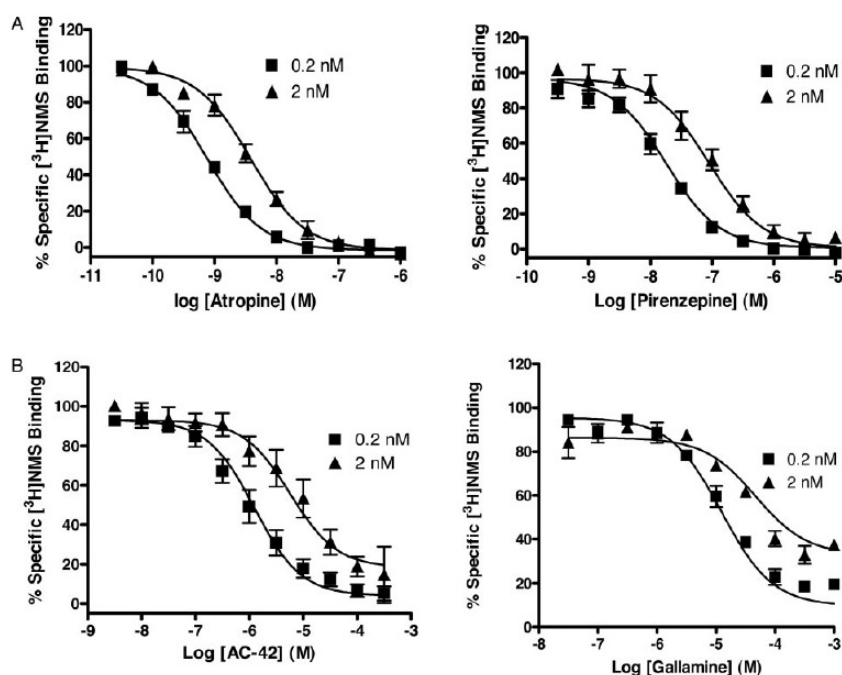 A
% Specific [³H]NMS Binding
120
100
80
60
40
20
0
-11
-10
-9
-8
-7
-6
log [Atropine] (M)
0.2 nM
2 nM
% Specific [³H]NMS Binding
120
100
80
60
40
20
0
-10
-9
-8
-7
-6
-5
Log [Pirenzepine] (M)
0.2 nM
2 nM
B
% Specific [³H]NMS Binding
120
100
80
60
40
20
0
-9
-8
-7
-6
-5
-4
-3
Log [AC-42] (M)
0.2 nM
2 nM
% Specific [³H]NMS Binding
120
100
80
60
40
20
0
-8
-7
-6
-5
-4
-3
Log [Gallamine] (M)
0.2 nM
2 nM